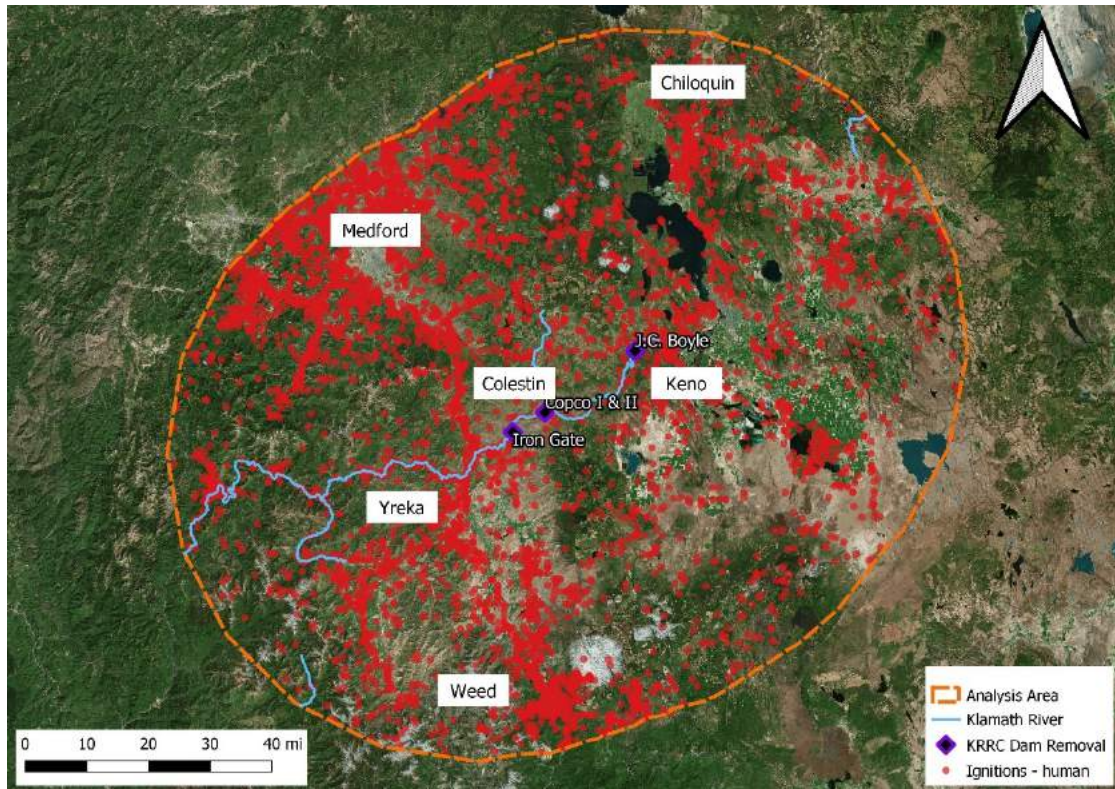 Chiloquin
Medford
J.C. Boyle
Colestin
Keno
Copco I & II
Iron Gate
Yreka
Weed
0 10 20 30 40 mi
Analysis Area
Klamath River
KRRC Dam Removal
Ignitions - human